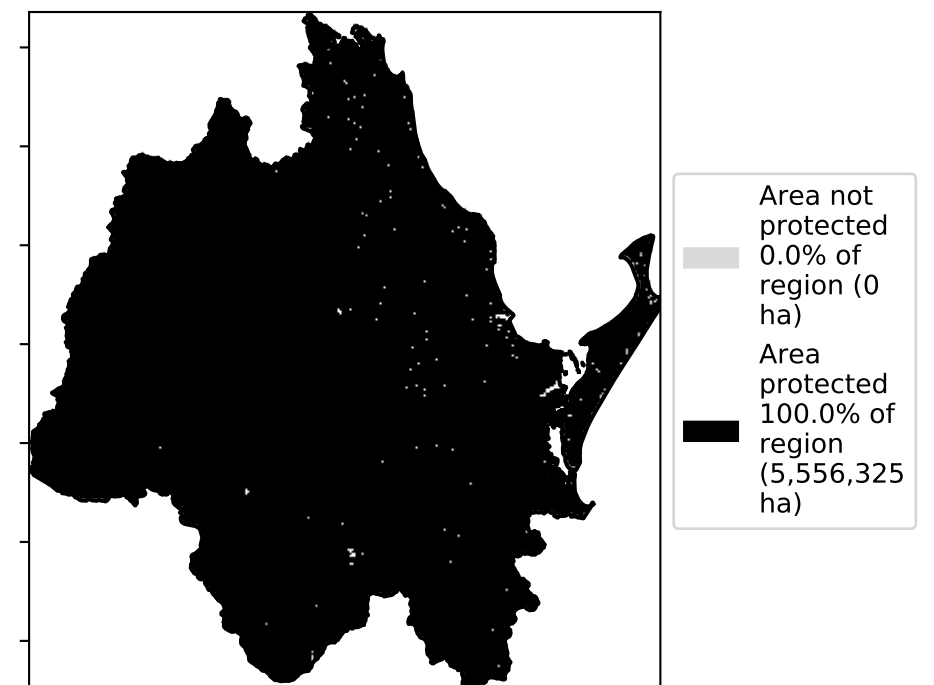 Area not
protected
0.0% of
region (0
ha)
Area
protected
100.0% of
region
(5,556,325
ha)